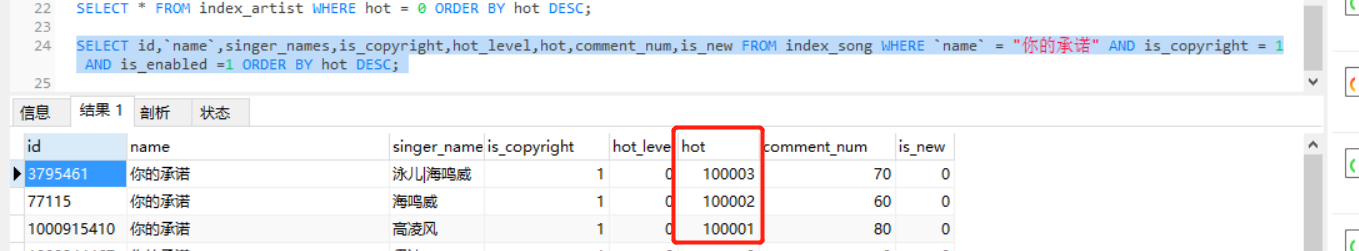 22 SELECT * FROM index_artist WHERE hot = 0 ORDER BY hot DESC;
23
24 SELECT id,`name`,singer_names,is_copyright,hot_level,hot,comment_num,is_new FROM index_song WHERE `name` = "你的承诺" AND is_copyright = 1
AND is_enabled =1 ORDER BY hot DESC;
25
信息 结果 1 剖析 状态
id name singer_name is_copyright hot_leve hot comment_num is_new
3795461 你的承诺 泳儿|海鸣威 1 0 100003 70 0
77115 你的承诺 海鸣威 1 0 100002 60 0
1000915410 你的承诺 高凌风 1 0 100001 80 0